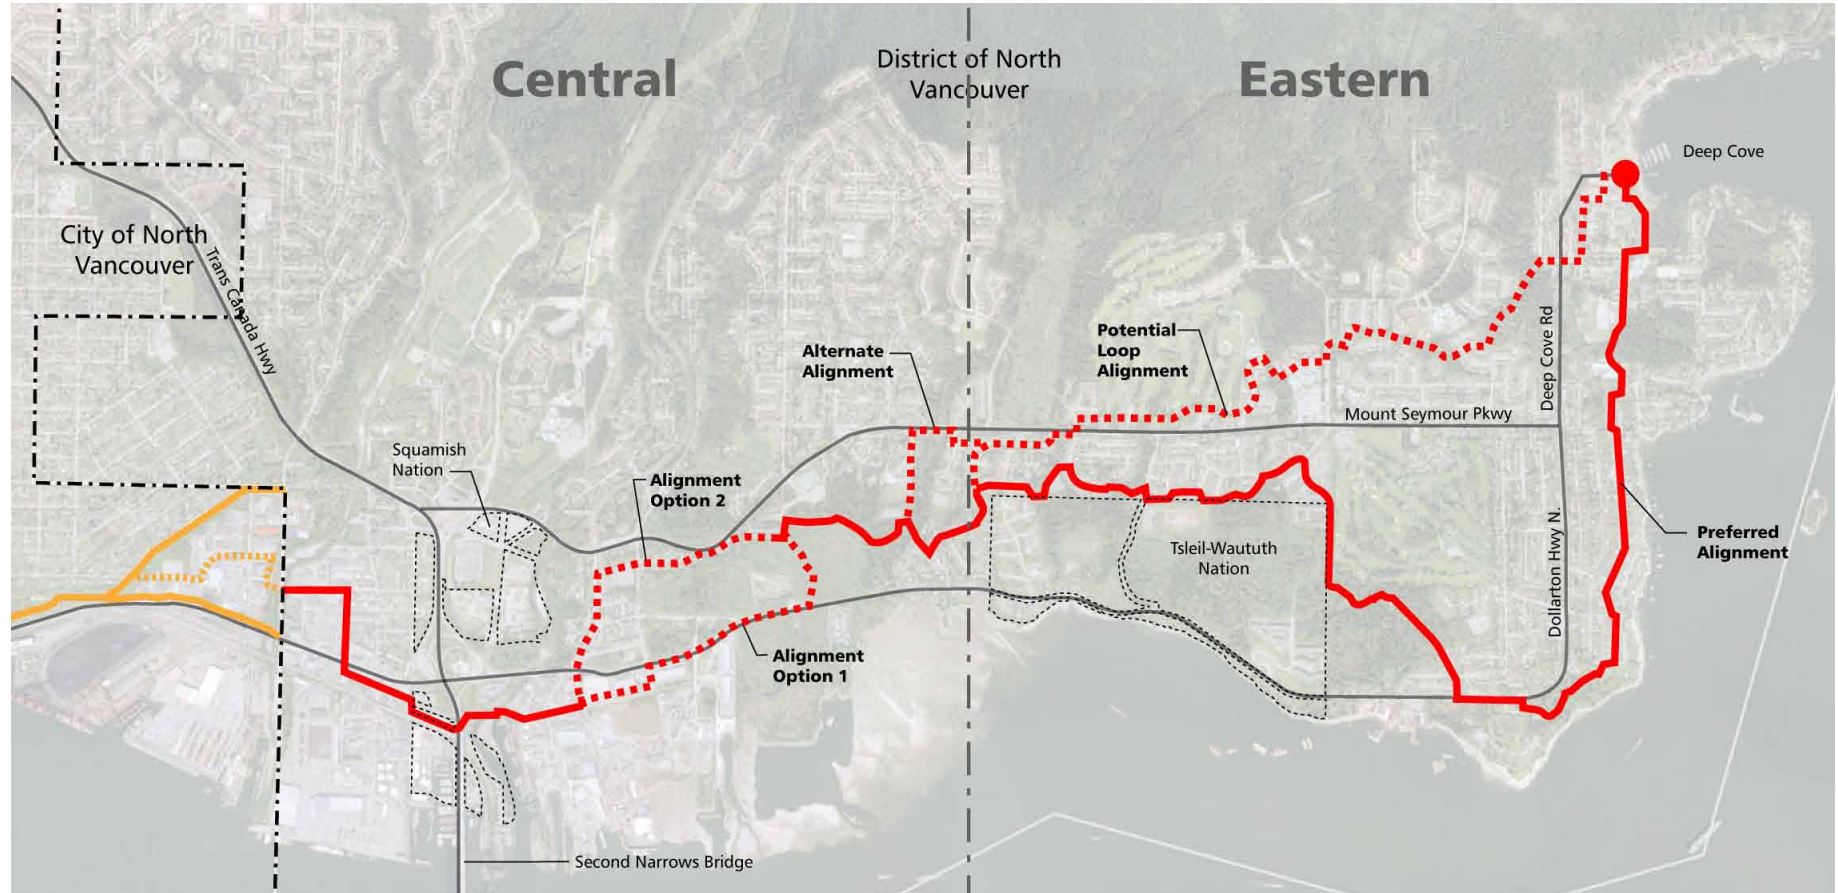 Central
District of North
Vancouver
Eastern
Deep Cove
City of North
Vancouver
Trans Canada Hwy
Potential
Loop
Alignment
Alternate
Alignment
Deep Cove Rd
Mount Seymour Pkwy
Squamish
Nation
Alignment
Option 2
Preferred
Alignment
Tsleil-Waututh
Nation
Dollarton Hwy N.
Alignment
Option 1
Second Narrows Bridge